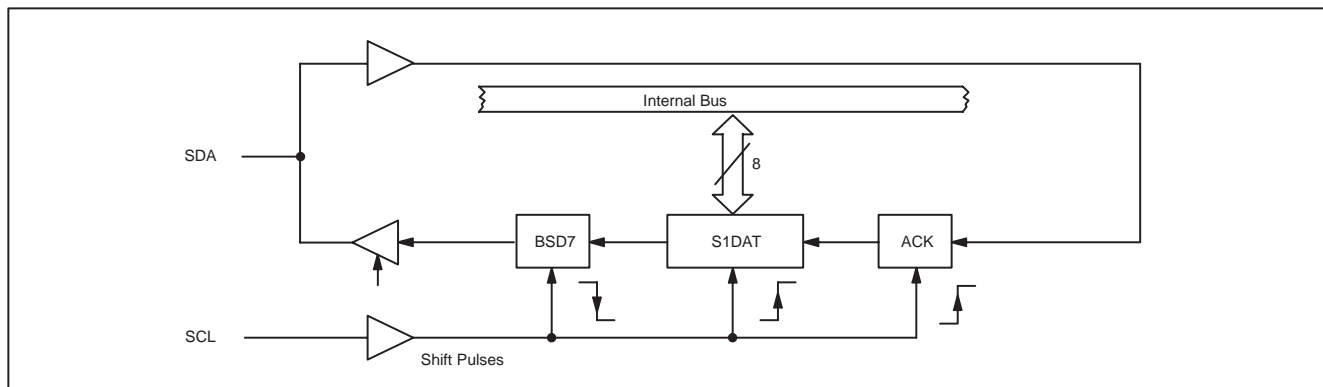 Internal Bus
SDA
8
BSD7
S1DAT
ACK
SCL
Shift Pulses